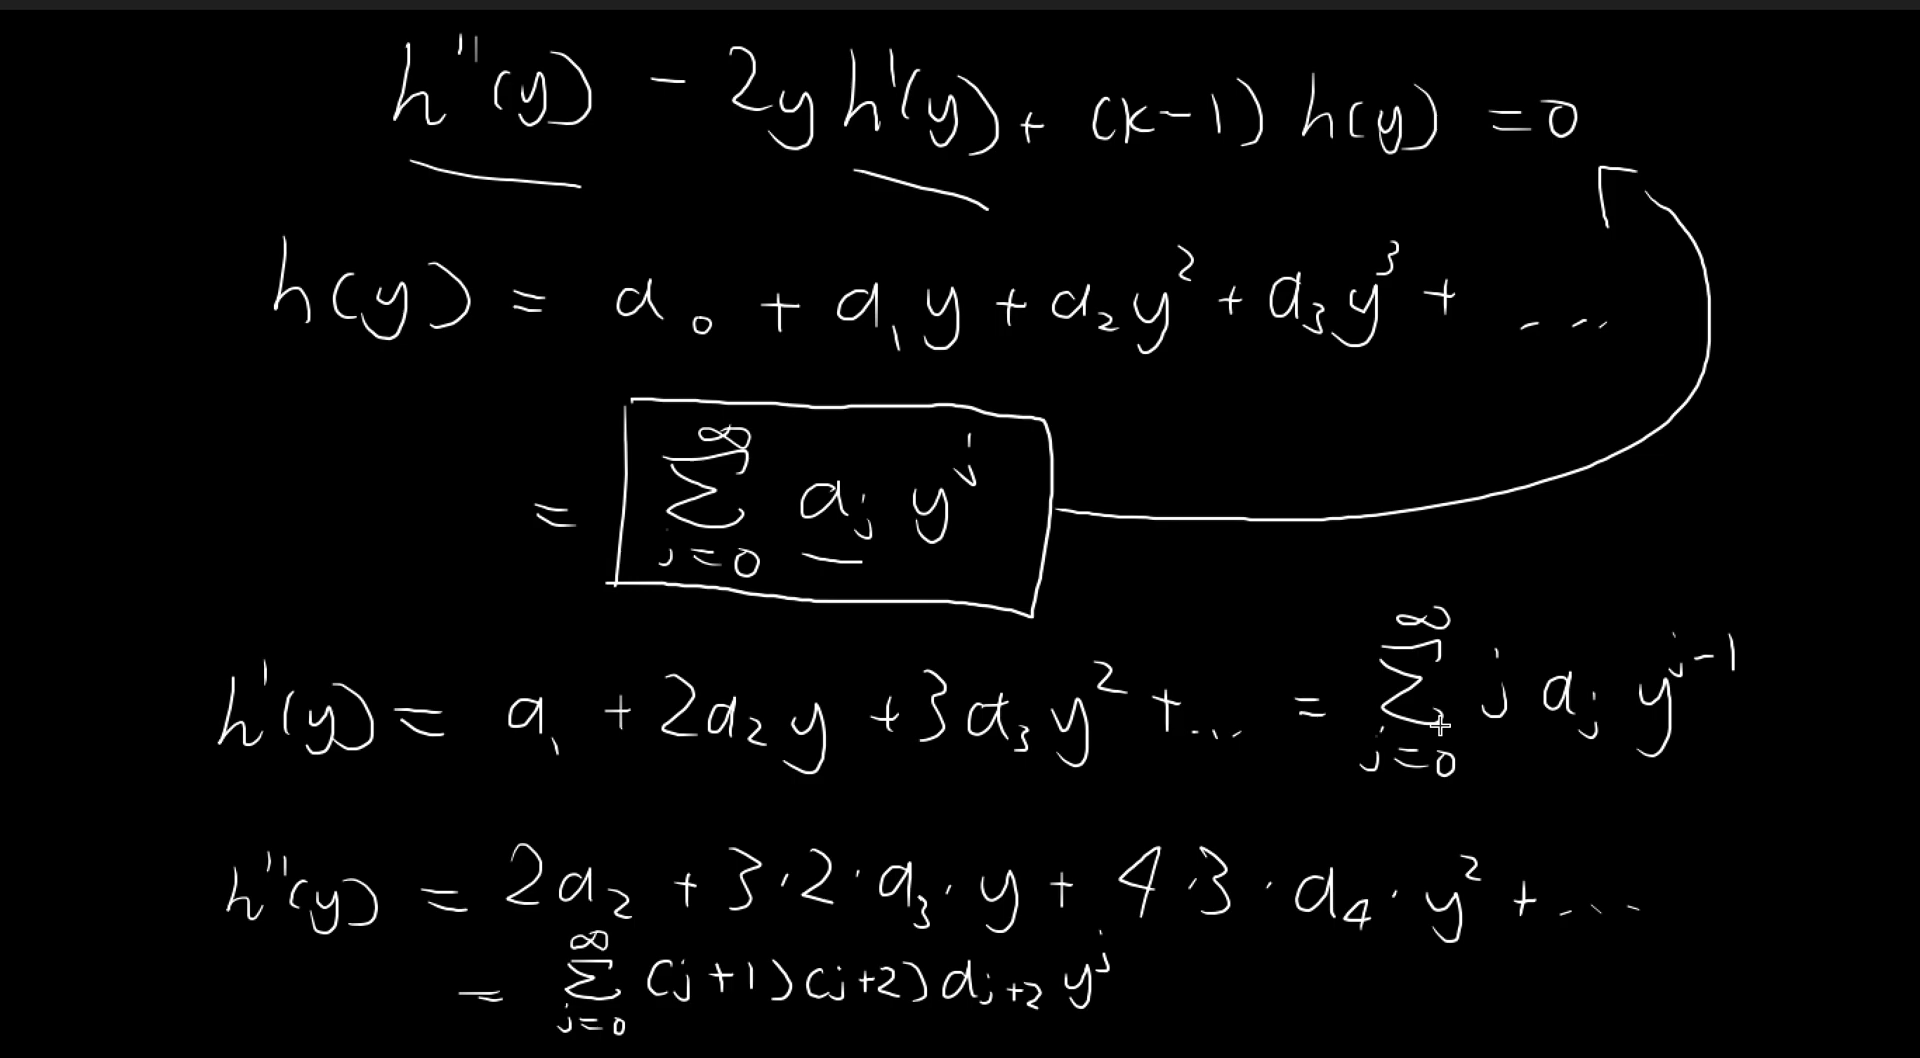 h''(y) - 2y h'(y) + (k-1) h(y) = 0
h(y) = a₀ + a₁y + a₂y² + a₃y³ + ...
= ∑_{j=0}^{∞} a_j y^j
h'(y) = a₁ + 2a₂y + 3a₃y² + ... = ∑_{j=0}^{∞} j a_j y^{j-1}
h''(y) = 2a₂ + 3·2·a₃·y + 4·3·a₄·y² + ...
= ∑_{j=0}^{∞} (j+1)(j+2)a_{j+2} y^j